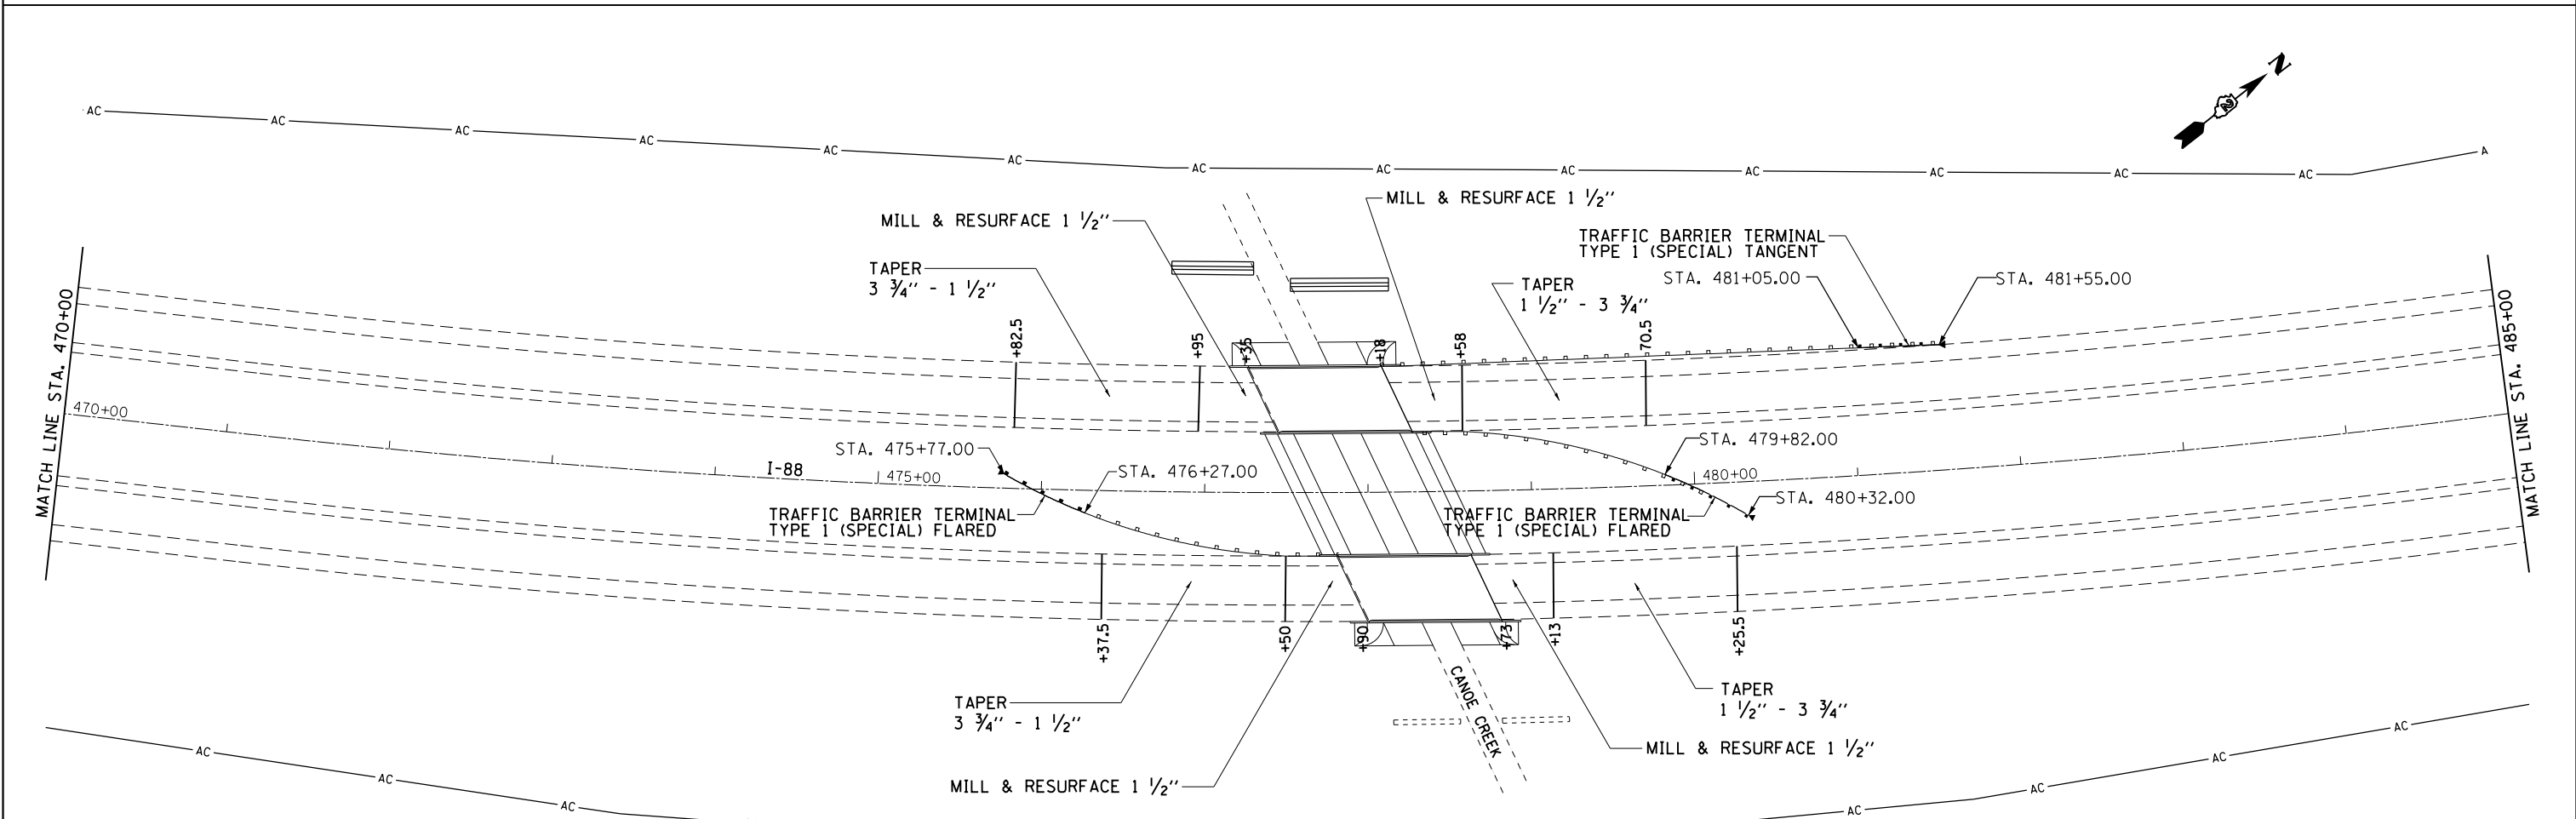 N
AC AC AC AC AC AC AC AC AC AC AC AC AC A
MILL & RESURFACE 1 ½"
MILL & RESURFACE 1 ½"
TRAFFIC BARRIER TERMINAL
TYPE 1 (SPECIAL) TANGENT
TAPER
3 ¾" - 1 ½"
TAPER
1 ½" - 3 ¾"
STA. 481+05.00
STA. 481+55.00
MATCH LINE STA. 470+00
MATCH LINE STA. 485+00
+82.5
+95
+35
+18
+58
+70.5
470+00
STA. 475+77.00
I-88
475+00
STA. 476+27.00
STA. 479+82.00
480+00
STA. 480+32.00
TRAFFIC BARRIER TERMINAL
TYPE 1 (SPECIAL) FLARED
TRAFFIC BARRIER TERMINAL
TYPE 1 (SPECIAL) FLARED
+37.5
+50
+90
+73
+13
+25.5
CANOE CREEK
TAPER
3 ¾" - 1 ½"
TAPER
1 ½" - 3 ¾"
MILL & RESURFACE 1 ½"
MILL & RESURFACE 1 ½"
AC AC AC AC AC AC AC